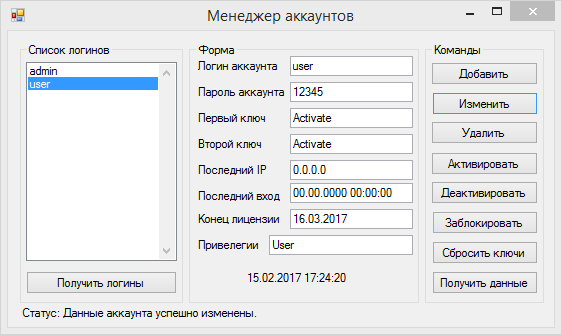 Менеджер аккаунтов
Список логинов
admin
user
Получить логины
Форма
Логин аккаунта user
Пароль аккаунта 12345
Первый ключ Activate
Второй ключ Activate
Последний IP 0.0.0.0
Последний вход 00.00.0000 00:00:00
Конец лицензии 16.03.2017
Привелегии User
15.02.2017 17:24:20
Команды
Добавить
Изменить
Удалить
Активировать
Деактивировать
Заблокировать
Сбросить ключи
Получить данные
Статус: Данные аккаунта успешно изменены.